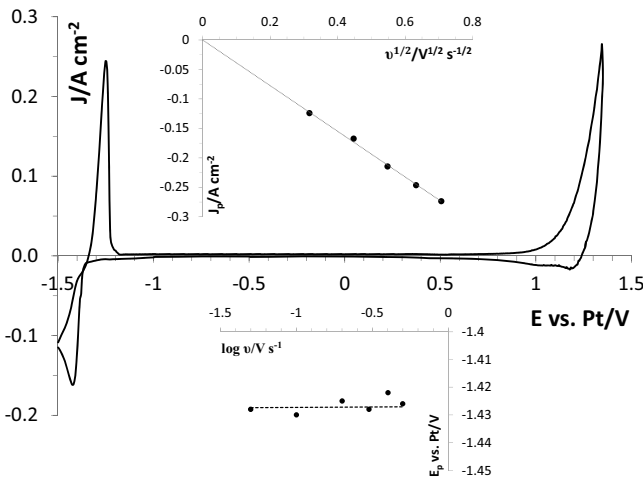 0 0.2 0.4 0.6 0.8
υ1/2/V1/2 s-1/2
0
-0.05
-0.1
-0.15
-0.2
-0.25
-0.3
Jp/A cm-2
J/A cm-2
0.3
0.2
0.1
0.0
-0.1
-0.2
-1.5 -1 -0.5 0 0.5 1 1.5
E vs. Pt/V
-1.5 -1 -0.5 0
log υ/V s-1
-1.4
-1.41
-1.42
-1.43
-1.44
-1.45
Ep vs. Pt/V